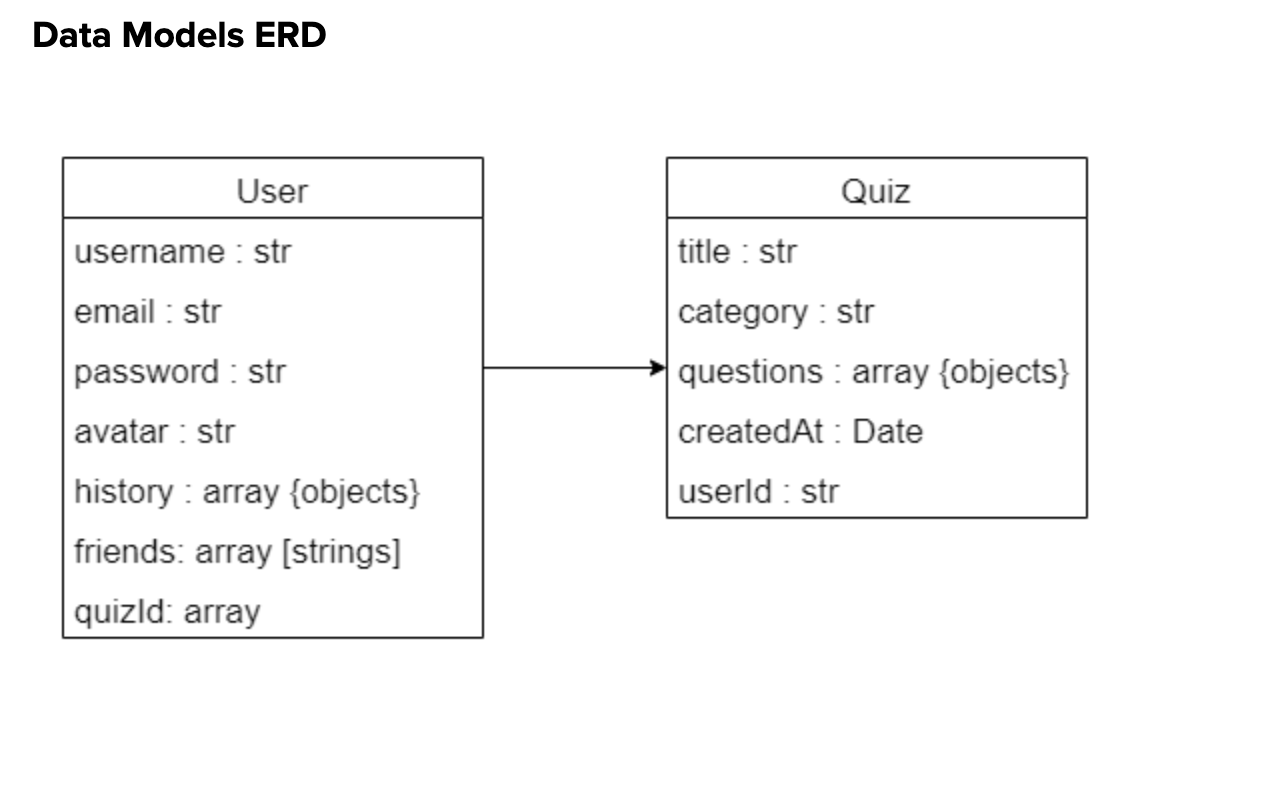 Data Models ERD
User
username : str
email : str
password : str
avatar : str
history : array {objects}
friends: array [strings]
quizId: array
Quiz
title : str
category : str
questions : array {objects}
createdAt : Date
userId : str